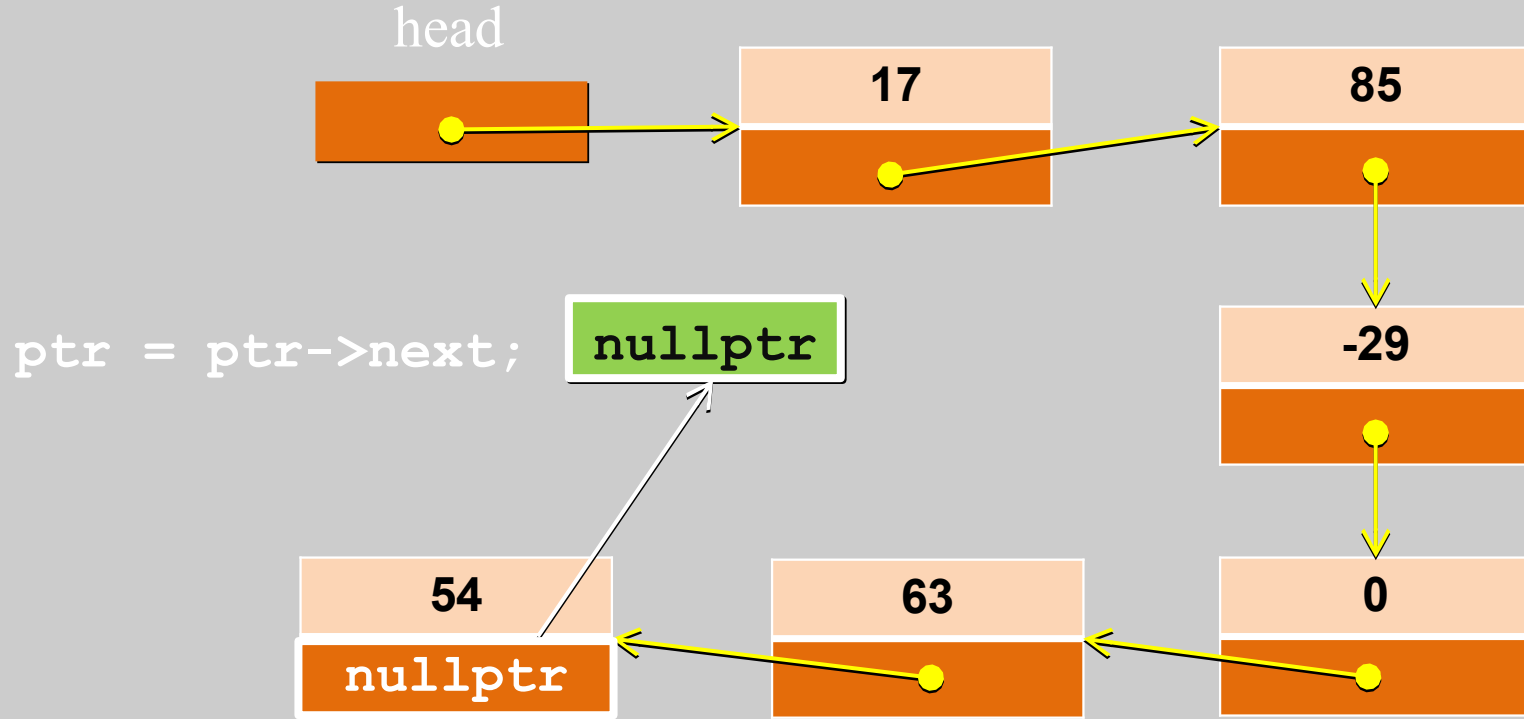 head
17
85
ptr = ptr->next;
nullptr
-29
54
63
0
nullptr